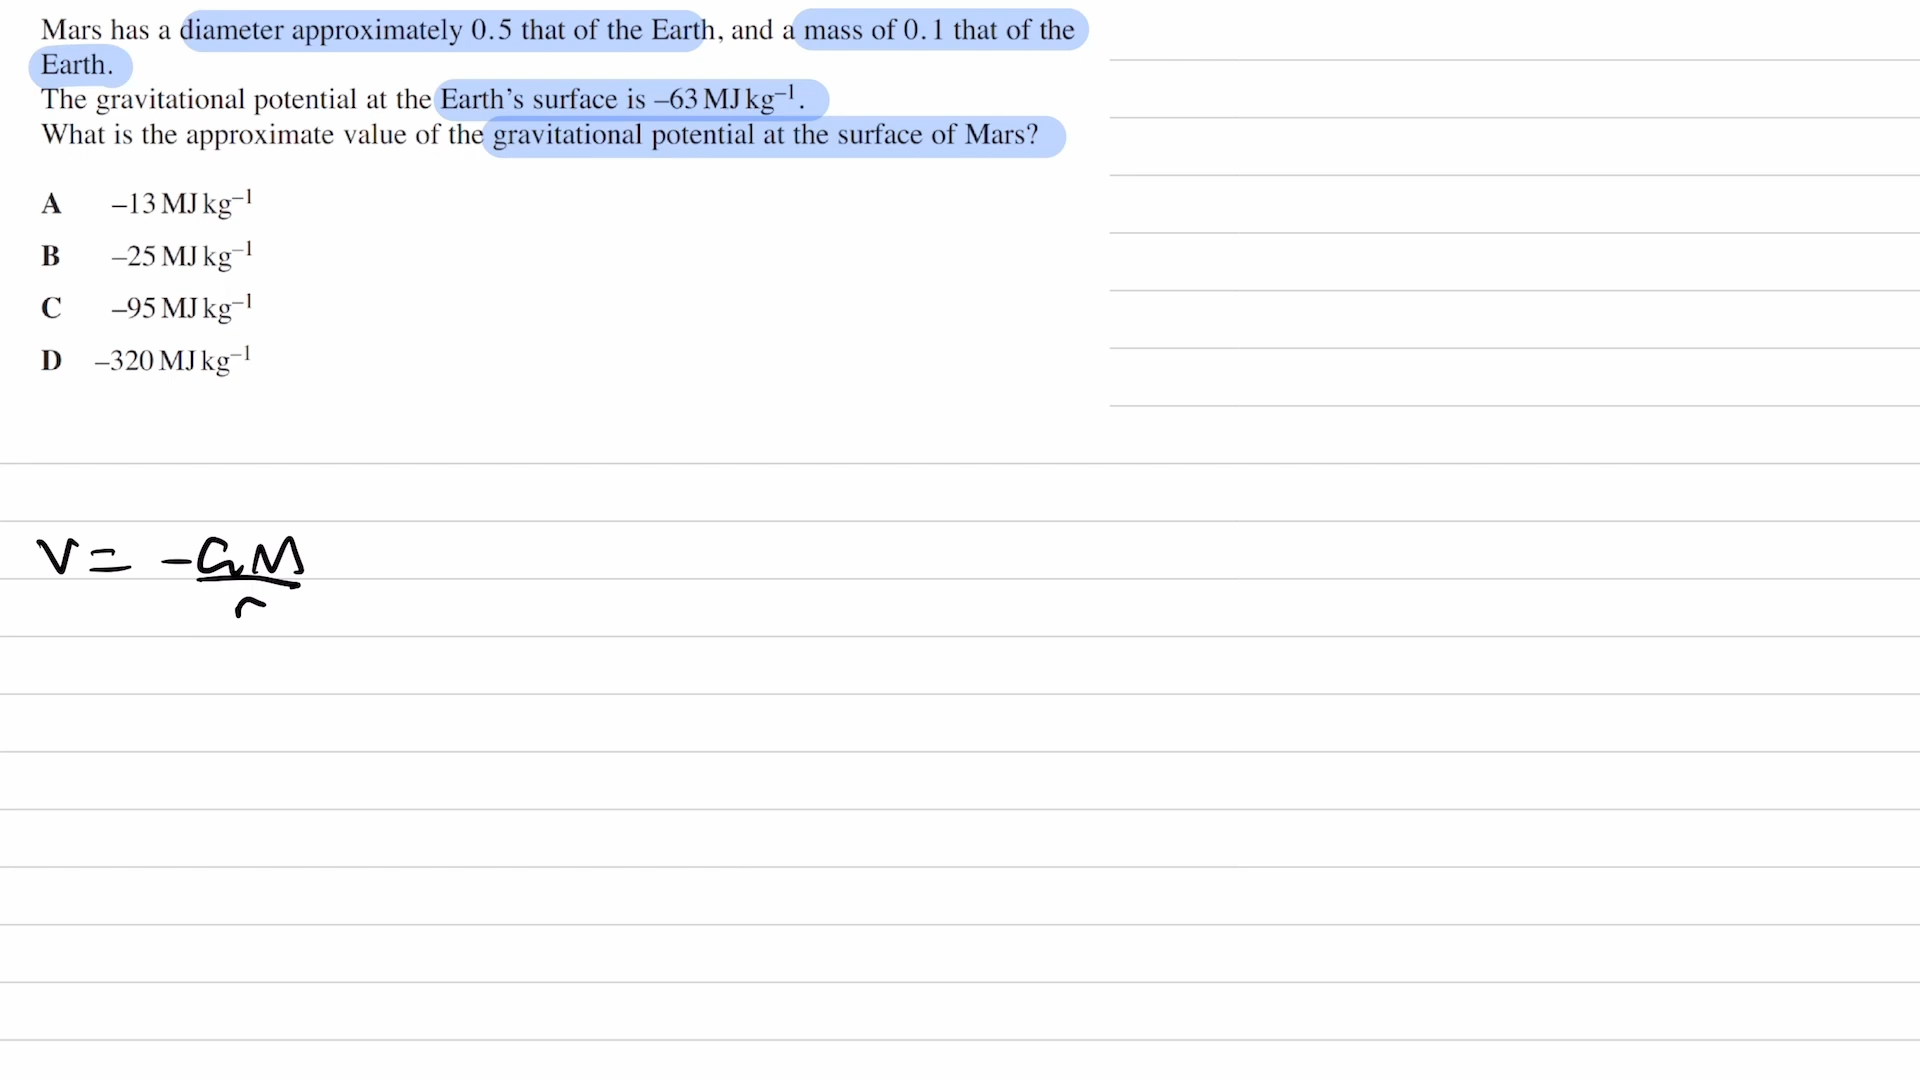 Mars has a diameter approximately 0.5 that of the Earth, and a mass of 0.1 that of the
Earth.
The gravitational potential at the Earth’s surface is –63 MJ kg⁻¹.
What is the approximate value of the gravitational potential at the surface of Mars?
A –13 MJ kg⁻¹
B –25 MJ kg⁻¹
C –95 MJ kg⁻¹
D –320 MJ kg⁻¹
V = -GM
r